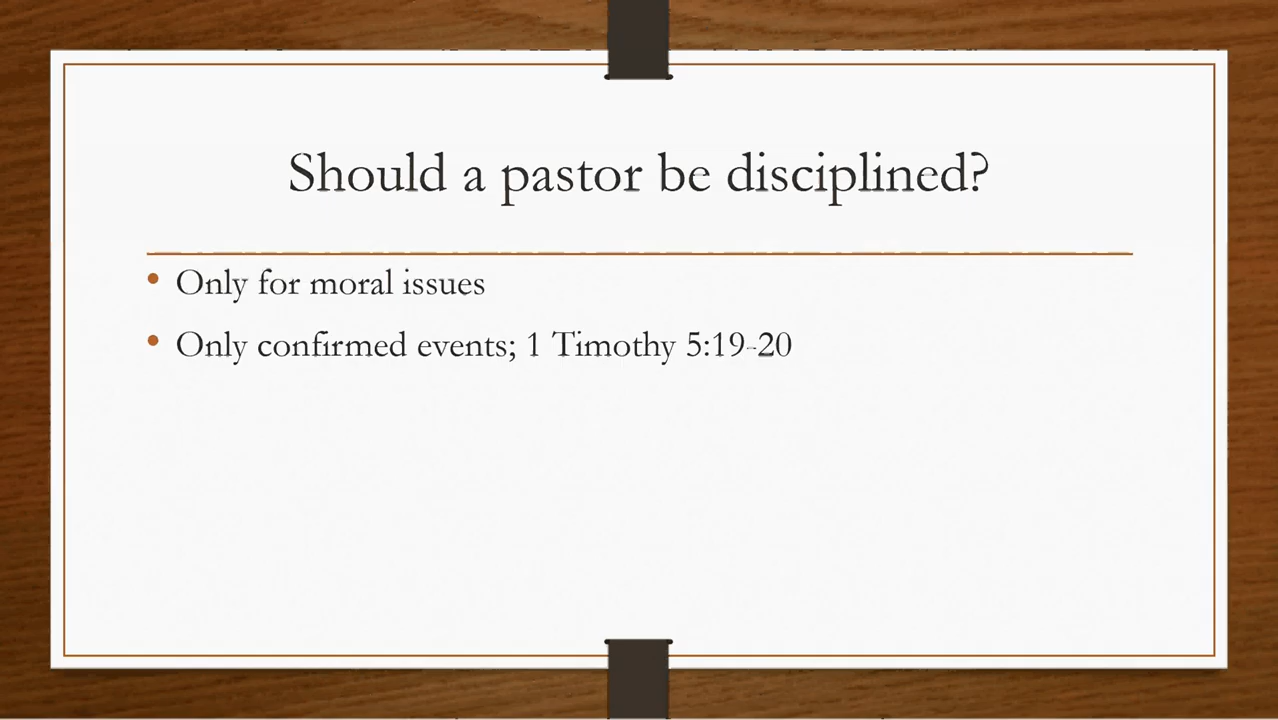 Should a pastor be disciplined?
• Only for moral issues
• Only confirmed events; 1 Timothy 5:19-20